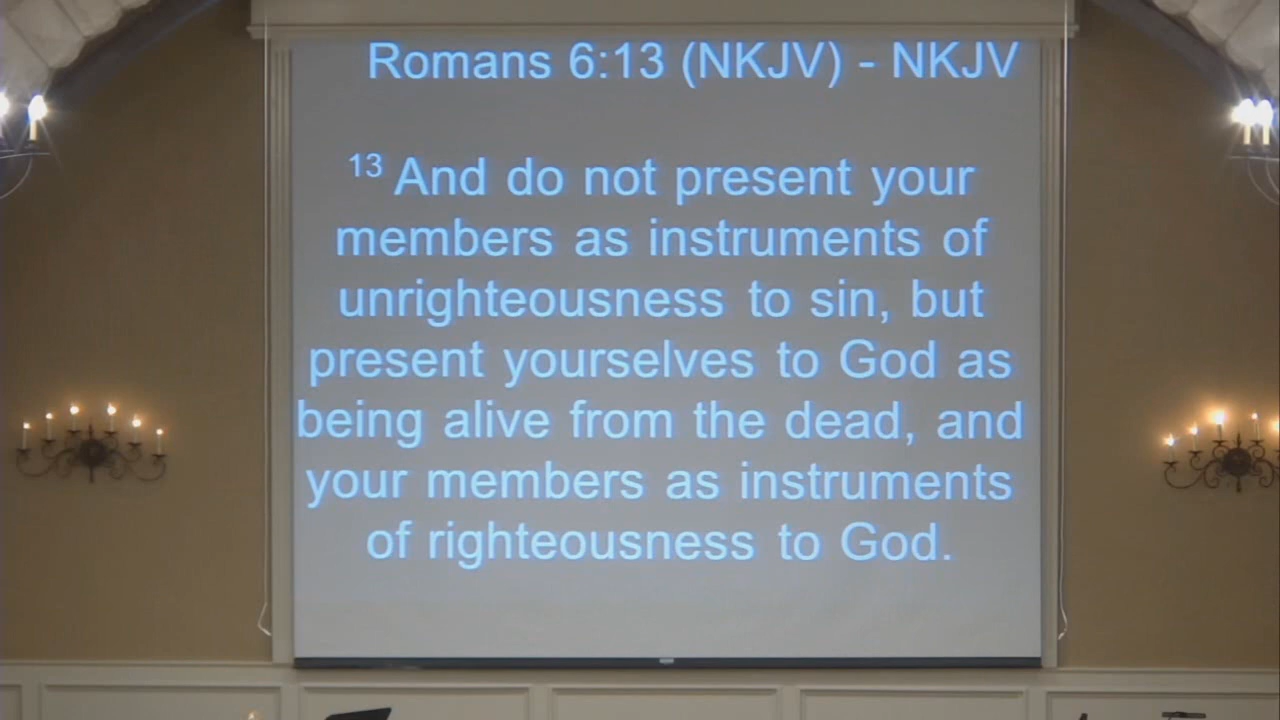 Romans 6:13 (NKJV) - NKJV
13 And do not present your
members as instruments of
unrighteousness to sin, but
present yourselves to God as
being alive from the dead, and
your members as instruments
of righteousness to God.